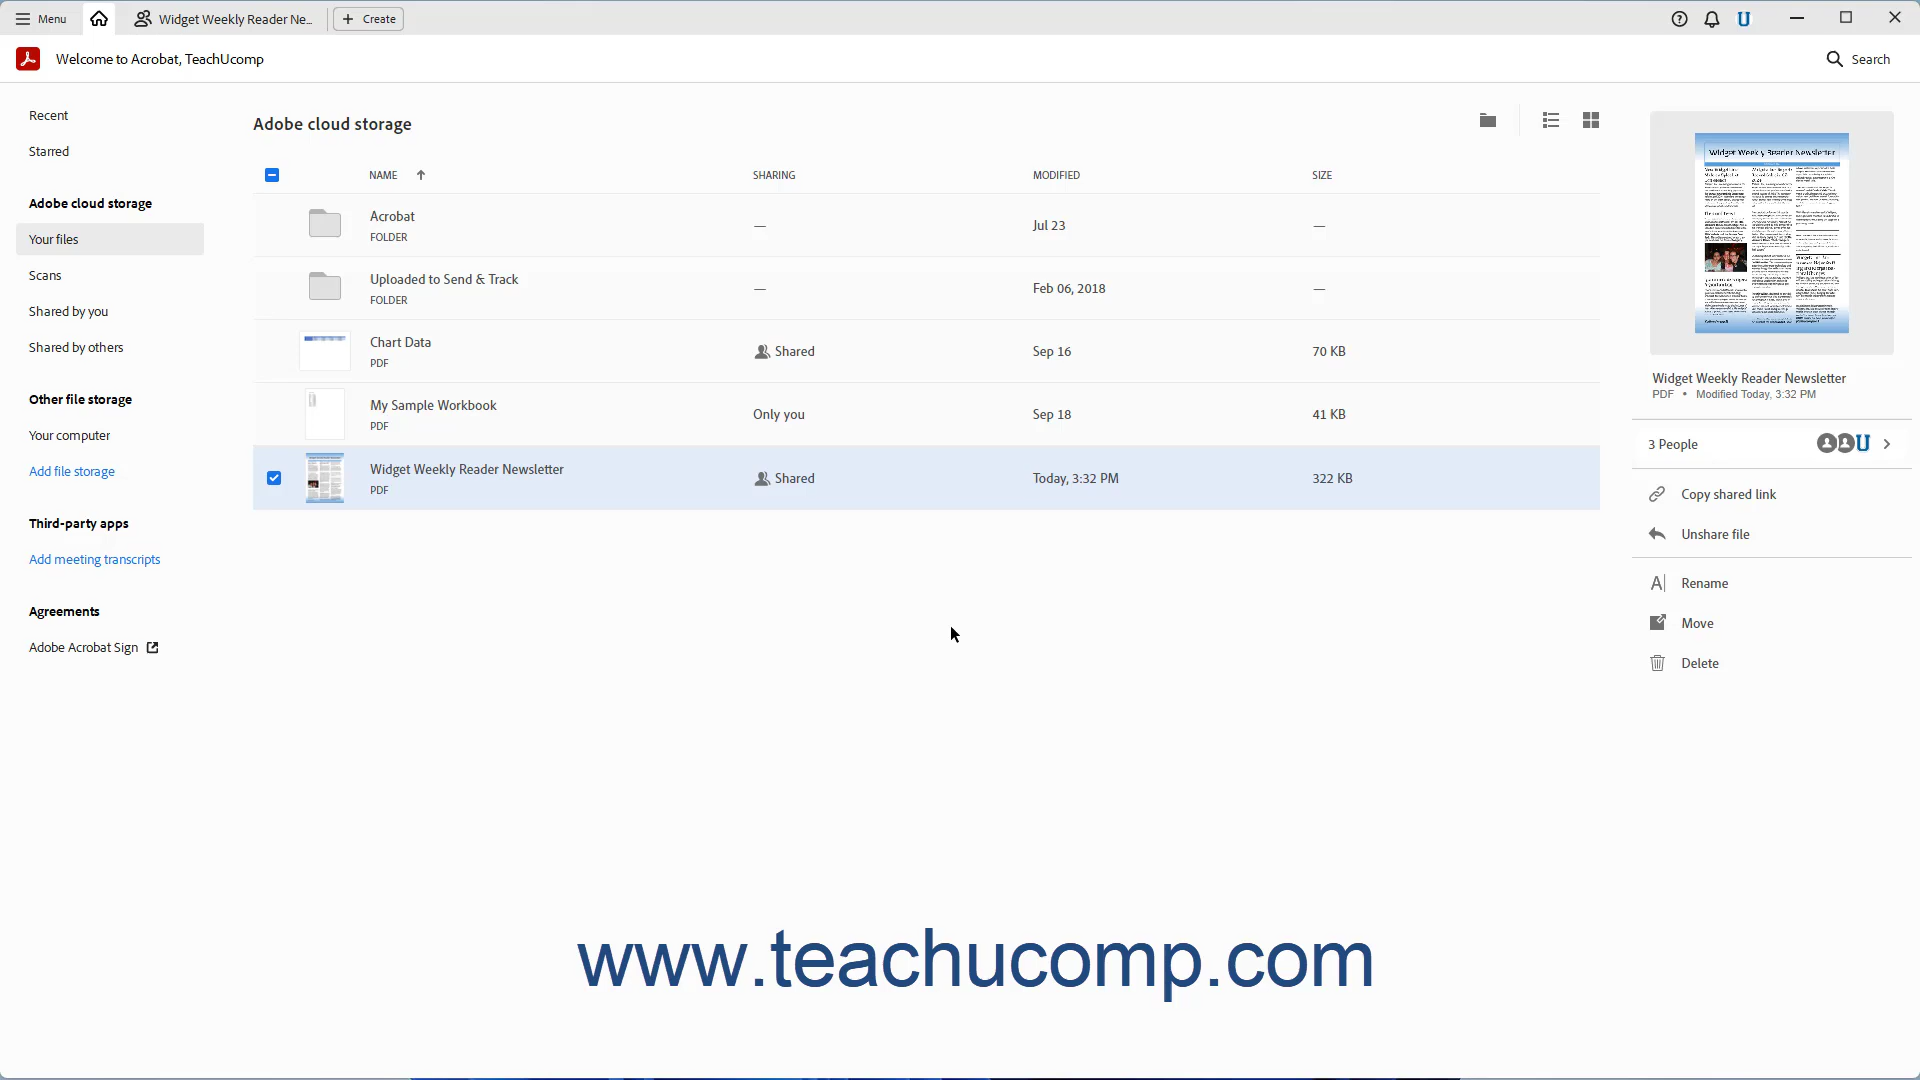 Menu
Widget Weekly Reader Ne...
Create
U
Welcome to Acrobat, TeachUcomp
Search
Recent
Starred
Adobe cloud storage
Your files
Scans
Shared by you
Shared by others
Other file storage
Your computer
Add file storage
Third-party apps
Add meeting transcripts
Agreements
Adobe Acrobat Sign
Adobe cloud storage
NAME SHARING MODIFIED SIZE
Acrobat
FOLDER
— Jul 23 —
Uploaded to Send & Track
FOLDER
— Feb 06, 2018 —
Chart Data
PDF
Shared Sep 16 70 KB
My Sample Workbook
PDF
Only you Sep 18 41 KB
Widget Weekly Reader Newsletter
PDF
Shared Today, 3:32 PM 322 KB
Widget Weekly Reader Newsletter
Widget Weekly Reader Newsletter
PDF • Modified Today, 3:32 PM
3 People
U
Copy shared link
Unshare file
Rename
Move
Delete
www.teachucomp.com